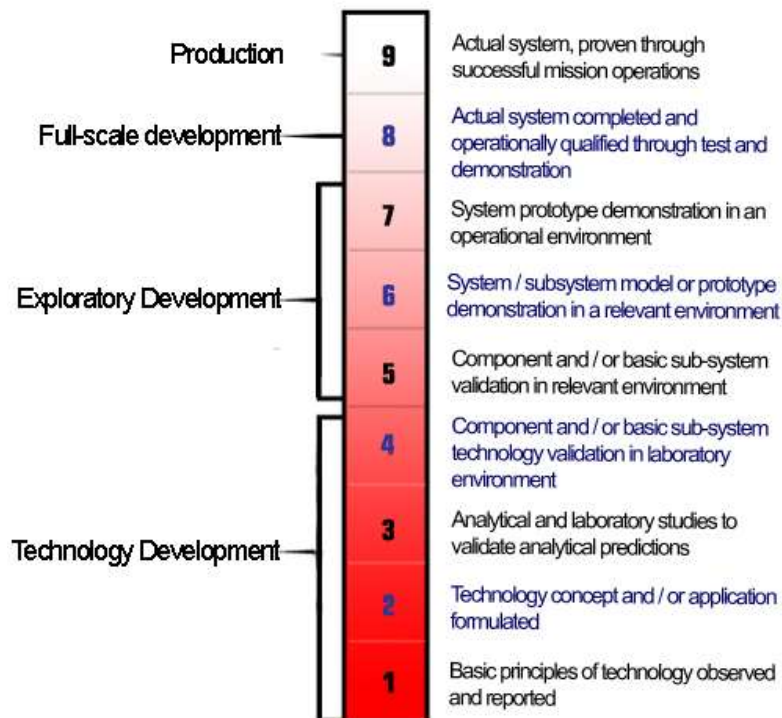 Production
9
Actual system, proven through
successful mission operations
Full-scale development
8
Actual system completed and
operationally qualified through test and
demonstration
7
System prototype demonstration in an
operational environment
Exploratory Development
6
System / subsystem model or prototype
demonstration in a relevant environment
5
Component and / or basic sub-system
validation in relevant environment
4
Component and / or basic sub-system
technology validation in laboratory
environment
Technology Development
3
Analytical and laboratory studies to
validate analytical predictions
2
Technology concept and / or application
formulated
1
Basic principles of technology observed
and reported